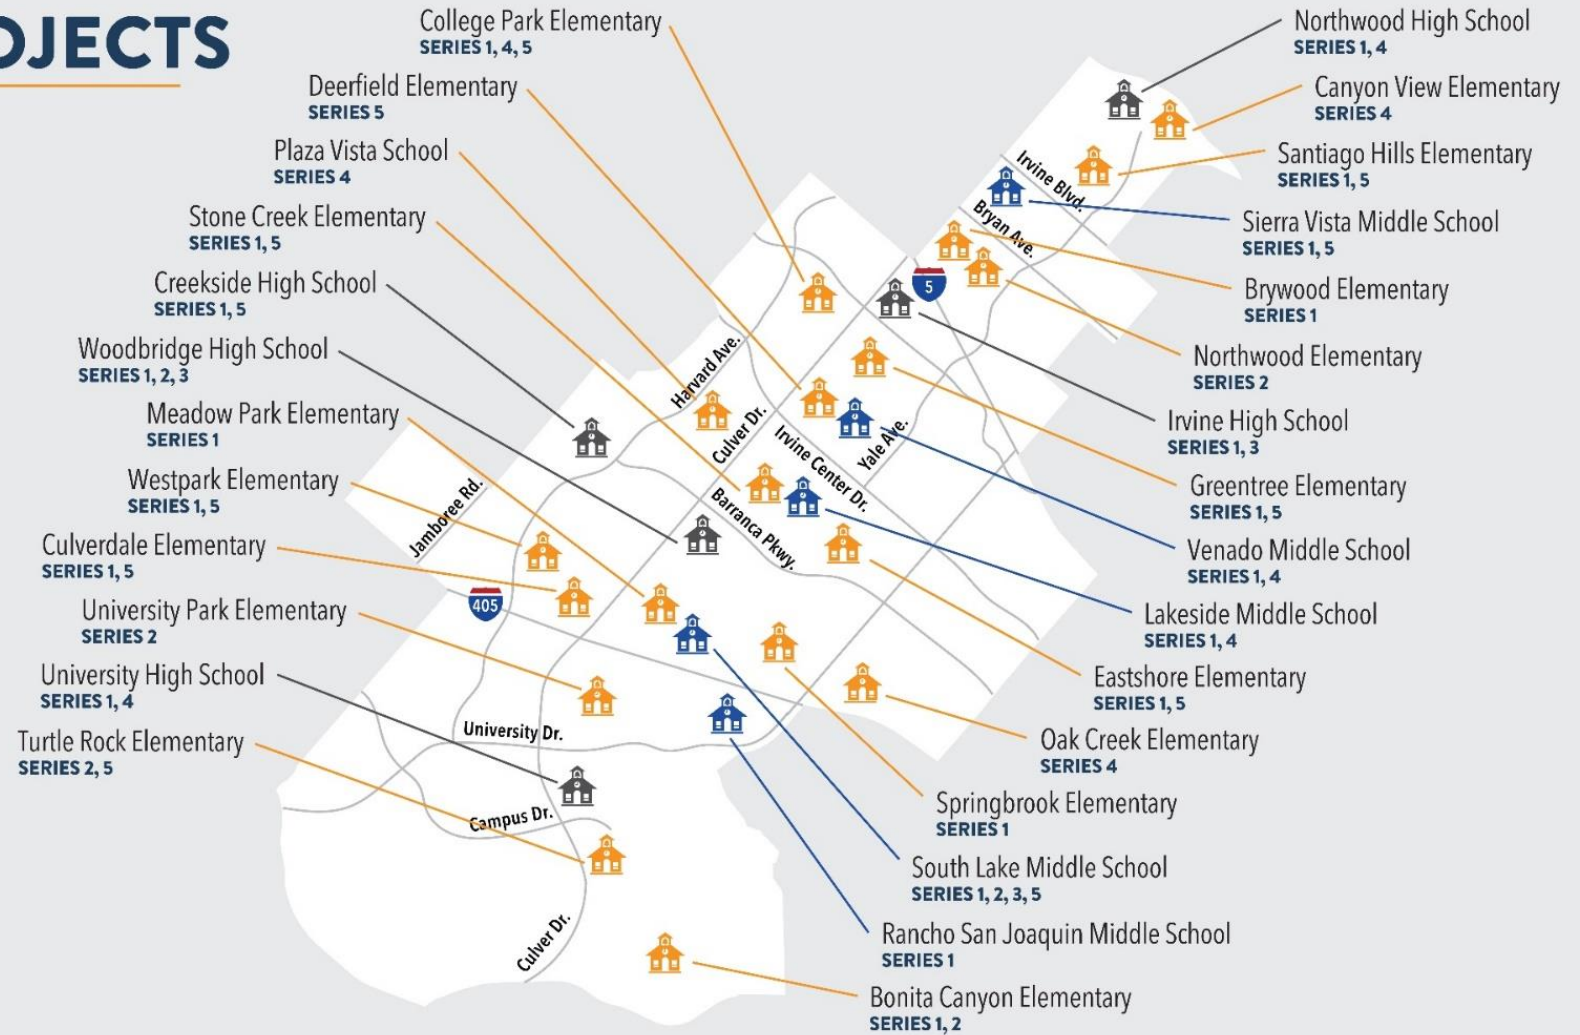 OJECTS
College Park Elementary
SERIES 1, 4, 5
Deerfield Elementary
SERIES 5
Plaza Vista School
SERIES 4
Stone Creek Elementary
SERIES 1, 5
Creekside High School
SERIES 1, 5
Woodbridge High School
SERIES 1, 2, 3
Meadow Park Elementary
SERIES 1
Westpark Elementary
SERIES 1, 5
Culverdale Elementary
SERIES 1, 5
University Park Elementary
SERIES 2
University High School
SERIES 1, 4
Turtle Rock Elementary
SERIES 2, 5
Irvine Blvd.
Bryan Ave.
5
Harvard Ave.
Culver Dr.
Irvine Center Dr.
Yale Ave.
Barranca Pkwy.
Jamboree Rd.
405
University Dr.
Campus Dr.
Culver Dr.
Northwood High School
SERIES 1, 4
Canyon View Elementary
SERIES 4
Santiago Hills Elementary
SERIES 1, 5
Sierra Vista Middle School
SERIES 1, 5
Brywood Elementary
SERIES 1
Northwood Elementary
SERIES 2
Irvine High School
SERIES 1, 3
Greentree Elementary
SERIES 1, 5
Venado Middle School
SERIES 1, 4
Lakeside Middle School
SERIES 1, 4
Eastshore Elementary
SERIES 1, 5
Oak Creek Elementary
SERIES 4
Springbrook Elementary
SERIES 1
South Lake Middle School
SERIES 1, 2, 3, 5
Rancho San Joaquin Middle School
SERIES 1
Bonita Canyon Elementary
SERIES 1, 2